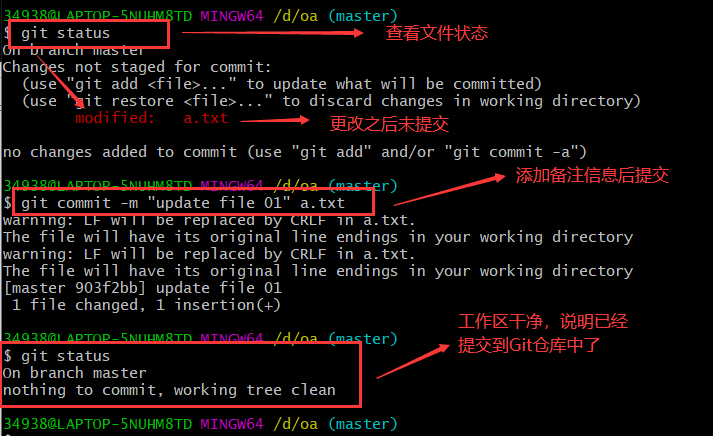 34938@LAPTOP-5NUHM8TD MINGW64 /d/oa (master)
$ git status
查看文件状态
On branch master
Changes not staged for commit:
(use "git add <file>..." to update what will be committed)
(use "git restore <file>..." to discard changes in working directory)
modified: a.txt
更改之后未提交
no changes added to commit (use "git add" and/or "git commit -a")
34938@LAPTOP-5NUHM8TD MINGW64 /d/oa (master)
添加备注信息后提交
$ git commit -m "update file 01" a.txt
warning: LF will be replaced by CRLF in a.txt.
The file will have its original line endings in your working directory
warning: LF will be replaced by CRLF in a.txt.
The file will have its original line endings in your working directory
[master 903f2bb] update file 01
1 file changed, 1 insertion(+)
34938@LAPTOP-5NUHM8TD MINGW64 /d/oa (master)
$ git status
On branch master
nothing to commit, working tree clean
工作区干净，说明已经
提交到Git仓库中了
34938@LAPTOP-5NUHM8TD MINGW64 /d/oa (master)